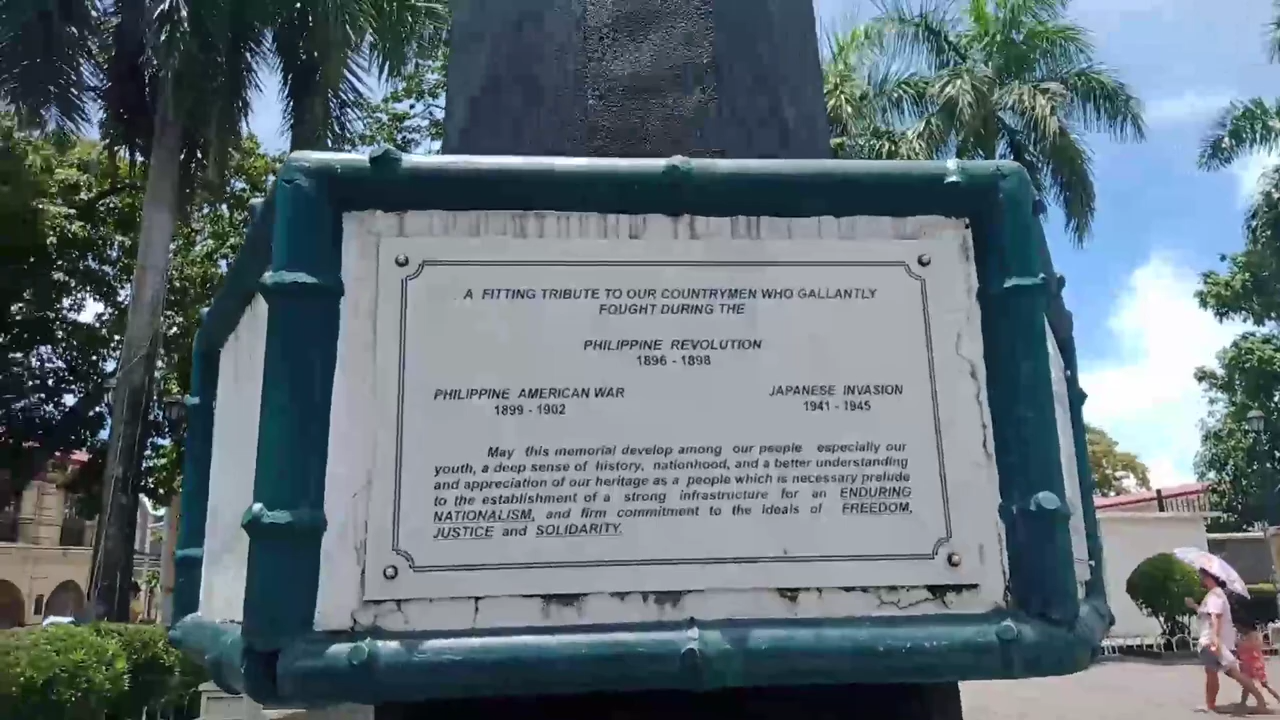 A FITTING TRIBUTE TO OUR COUNTRYMEN WHO GALLANTLY
FOUGHT DURING THE
PHILIPPINE REVOLUTION
1896 - 1898
PHILIPPINE AMERICAN WAR
1899 - 1902
JAPANESE INVASION
1941 - 1945
May this memorial develop among our people especially our
youth, a deep sense of history, nationhood, and a better understanding
and appreciation of our heritage as a people which is necessary prelude
to the establishment of a strong infrastructure for an ENDURING
NATIONALISM, and firm commitment to the ideals of FREEDOM,
JUSTICE and SOLIDARITY.